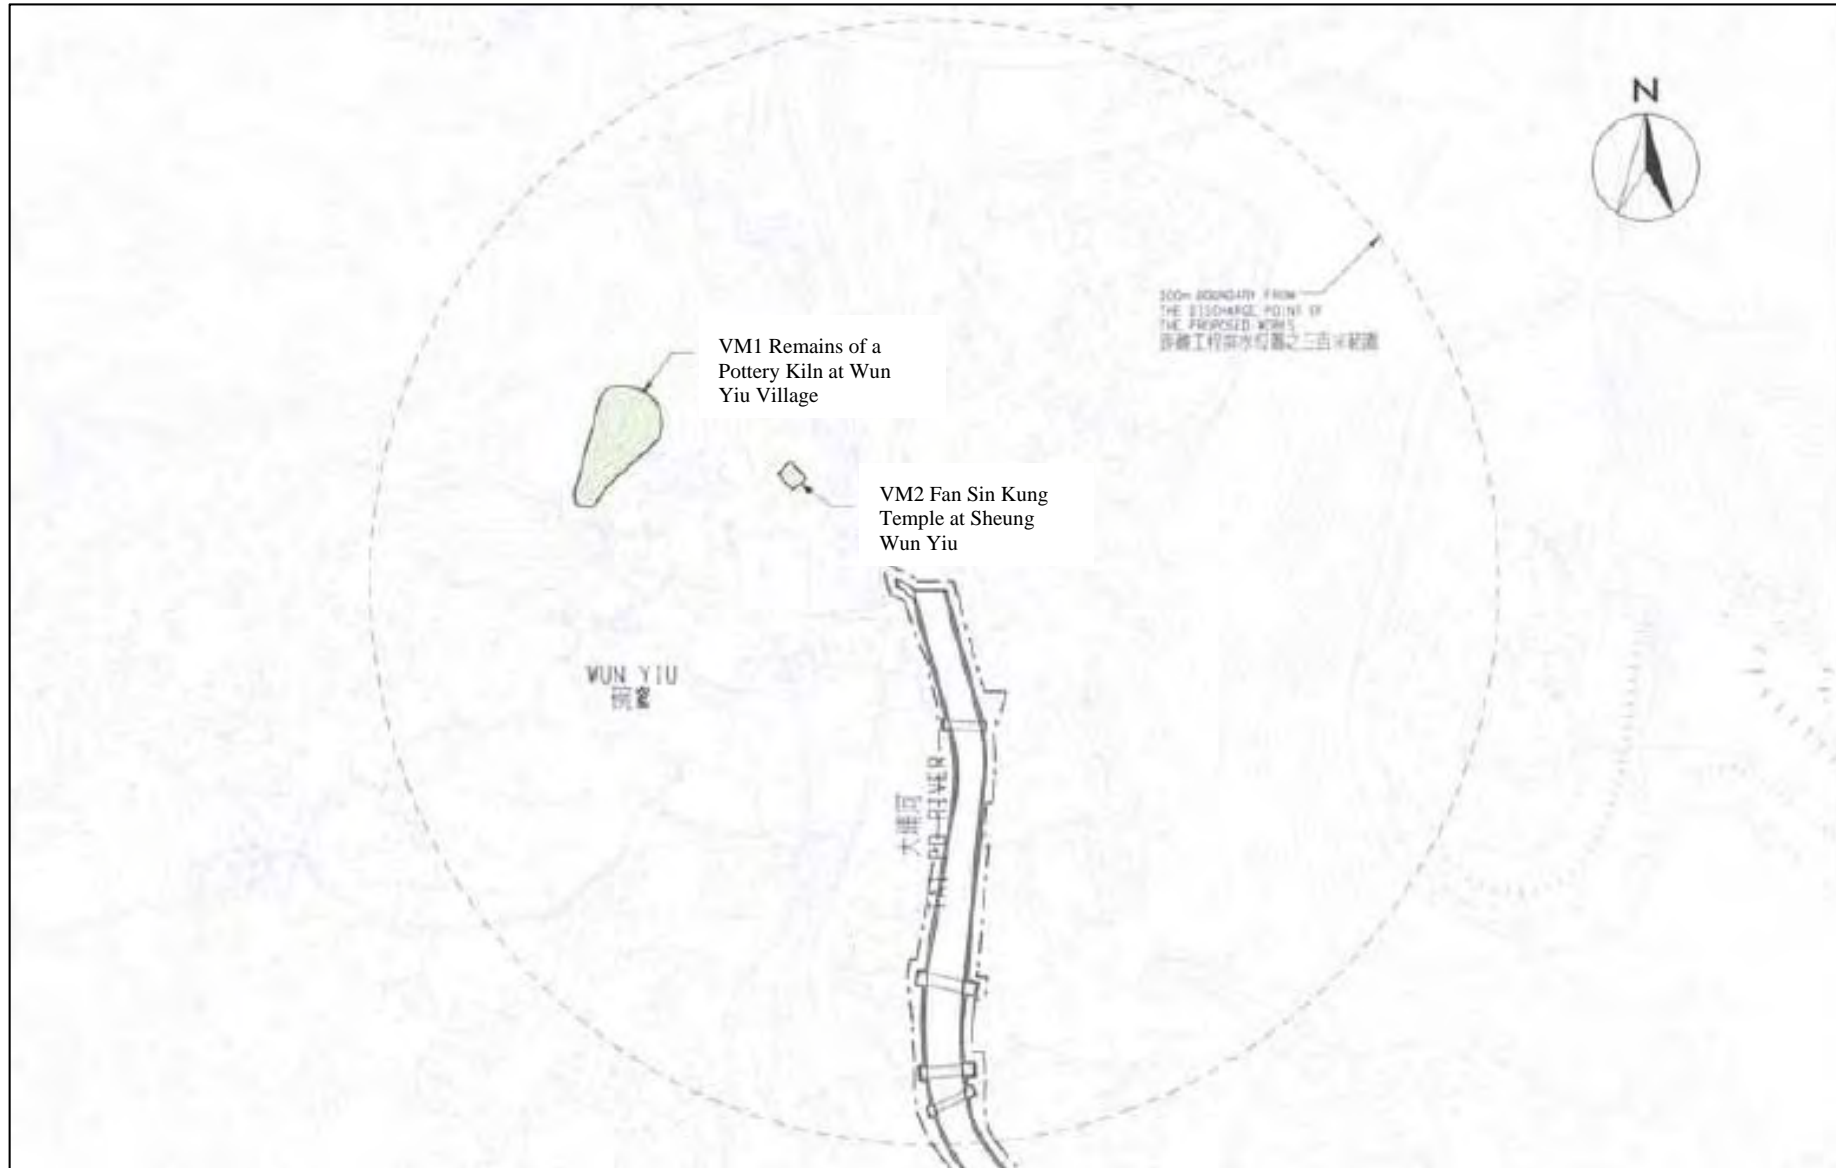 N
300m BOUNDARY FROM
THE DISCHARGE POINT OF
THE PROPOSED WORKS
VM1 Remains of a
Pottery Kiln at Wun
Yiu Village
VM2 Fan Sin Kung
Temple at Sheung
Wun Yiu
WUN YIU
碗窰
大埔河
TAI PO RIVER